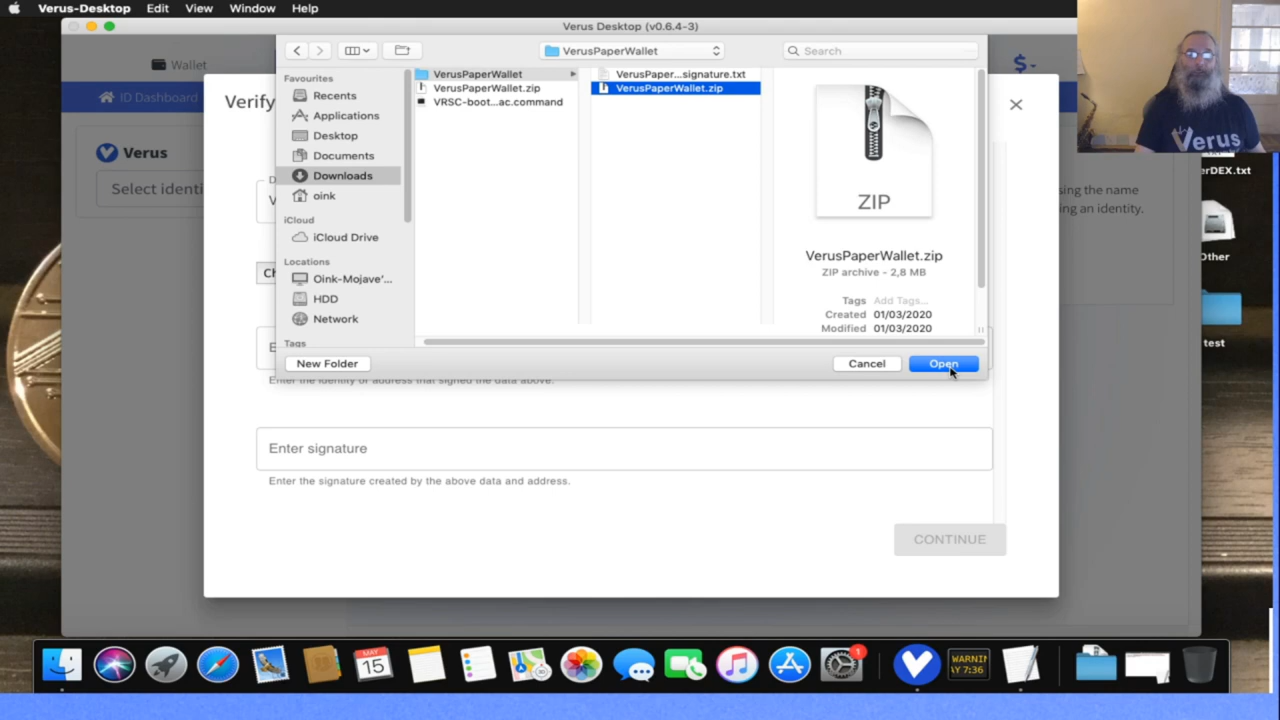 Verus-Desktop Edit View Window Help
Verus Desktop (v0.6.4-3)
Wallet
$
ID Dashboard
Verify
Verus
Select identi
VerusPaperWallet
Search
Favourites
Recents
Applications
Desktop
Documents
Downloads
oink
iCloud
iCloud Drive
Locations
Oink-Mojave'...
HDD
Network
Tags
VerusPaperWallet
VerusPaperWallet.zip
VRSC-boot...ac.command
VerusPaper...signature.txt
VerusPaperWallet.zip
ZIP
VerusPaperWallet.zip
ZIP archive - 2,8 MB
Tags Add Tags...
Created 01/03/2020
Modified 01/03/2020
New Folder
Cancel
Open
Enter the identity or address that signed the data above.
Enter signature
Enter the signature created by the above data and address.
CONTINUE
sing the name
ing an identity.
Verus
erDEX.txt
Other
test
MAY
15
1
WARNIN
Y 7:36